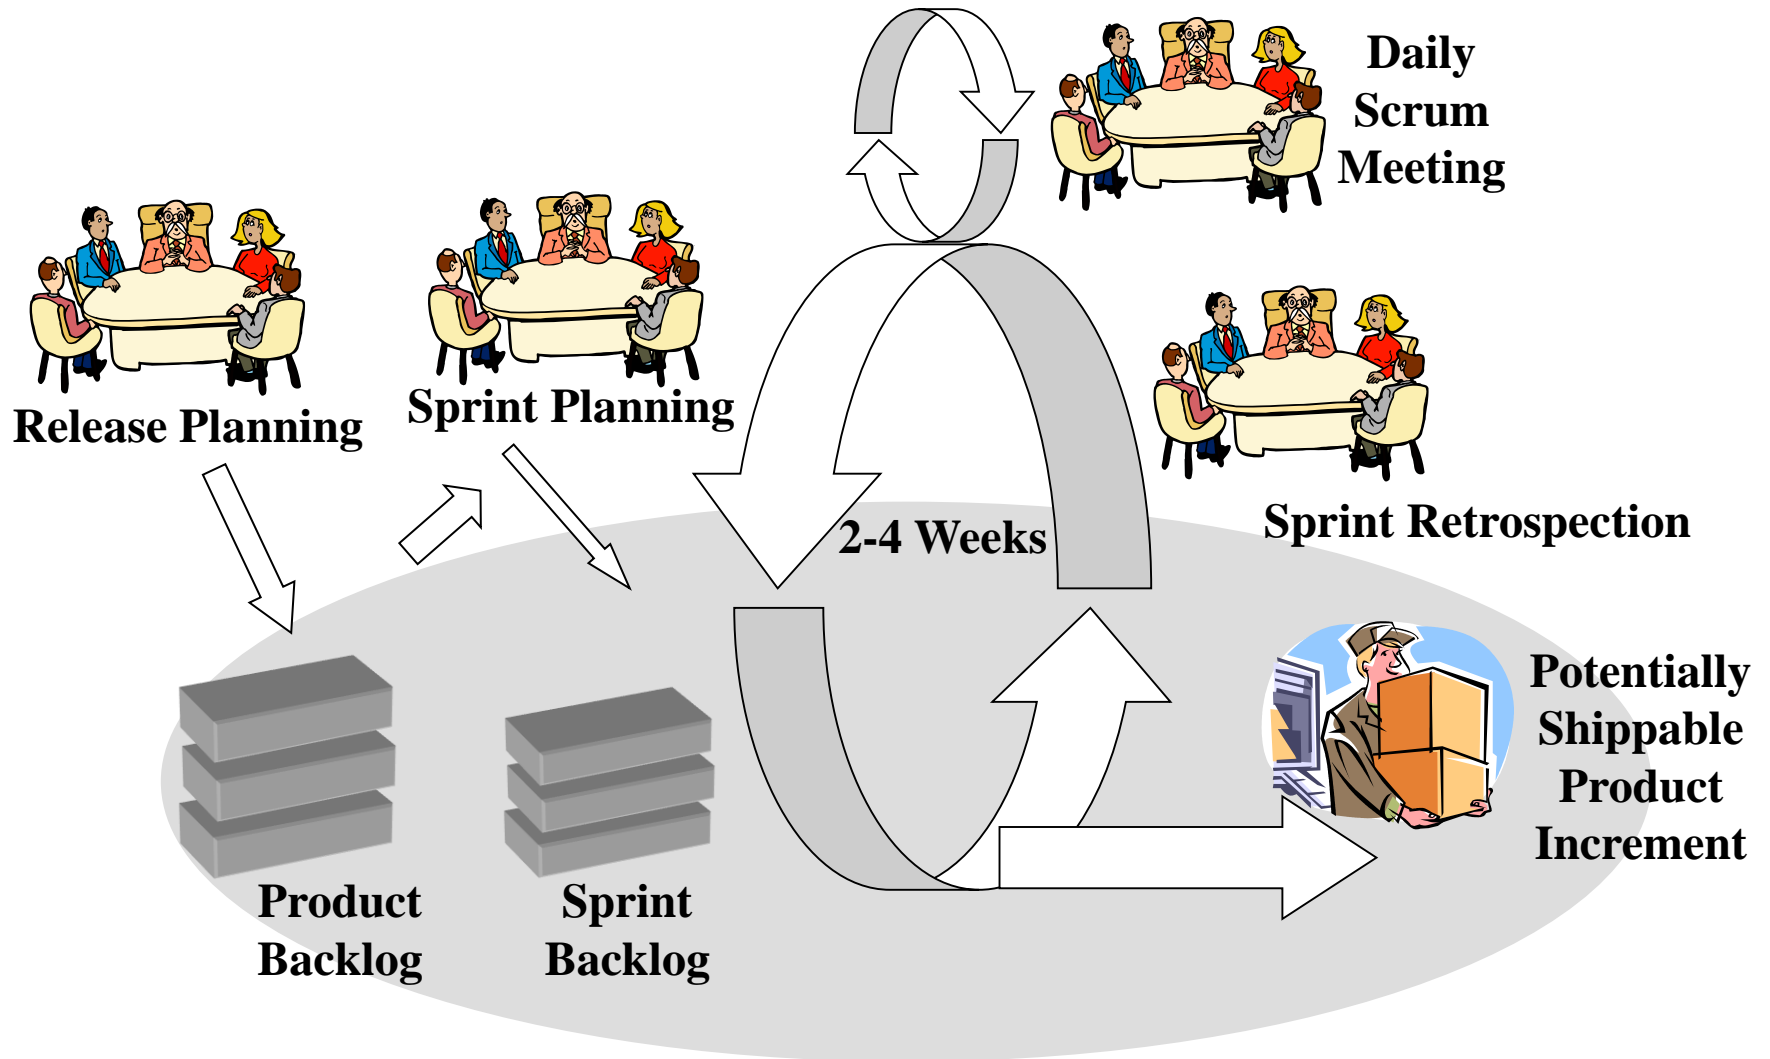 Daily
Scrum
Meeting
Release Planning
Sprint Planning
2-4 Weeks
Sprint Retrospection
Potentially
Shippable
Product
Increment
Product
Backlog
Sprint
Backlog